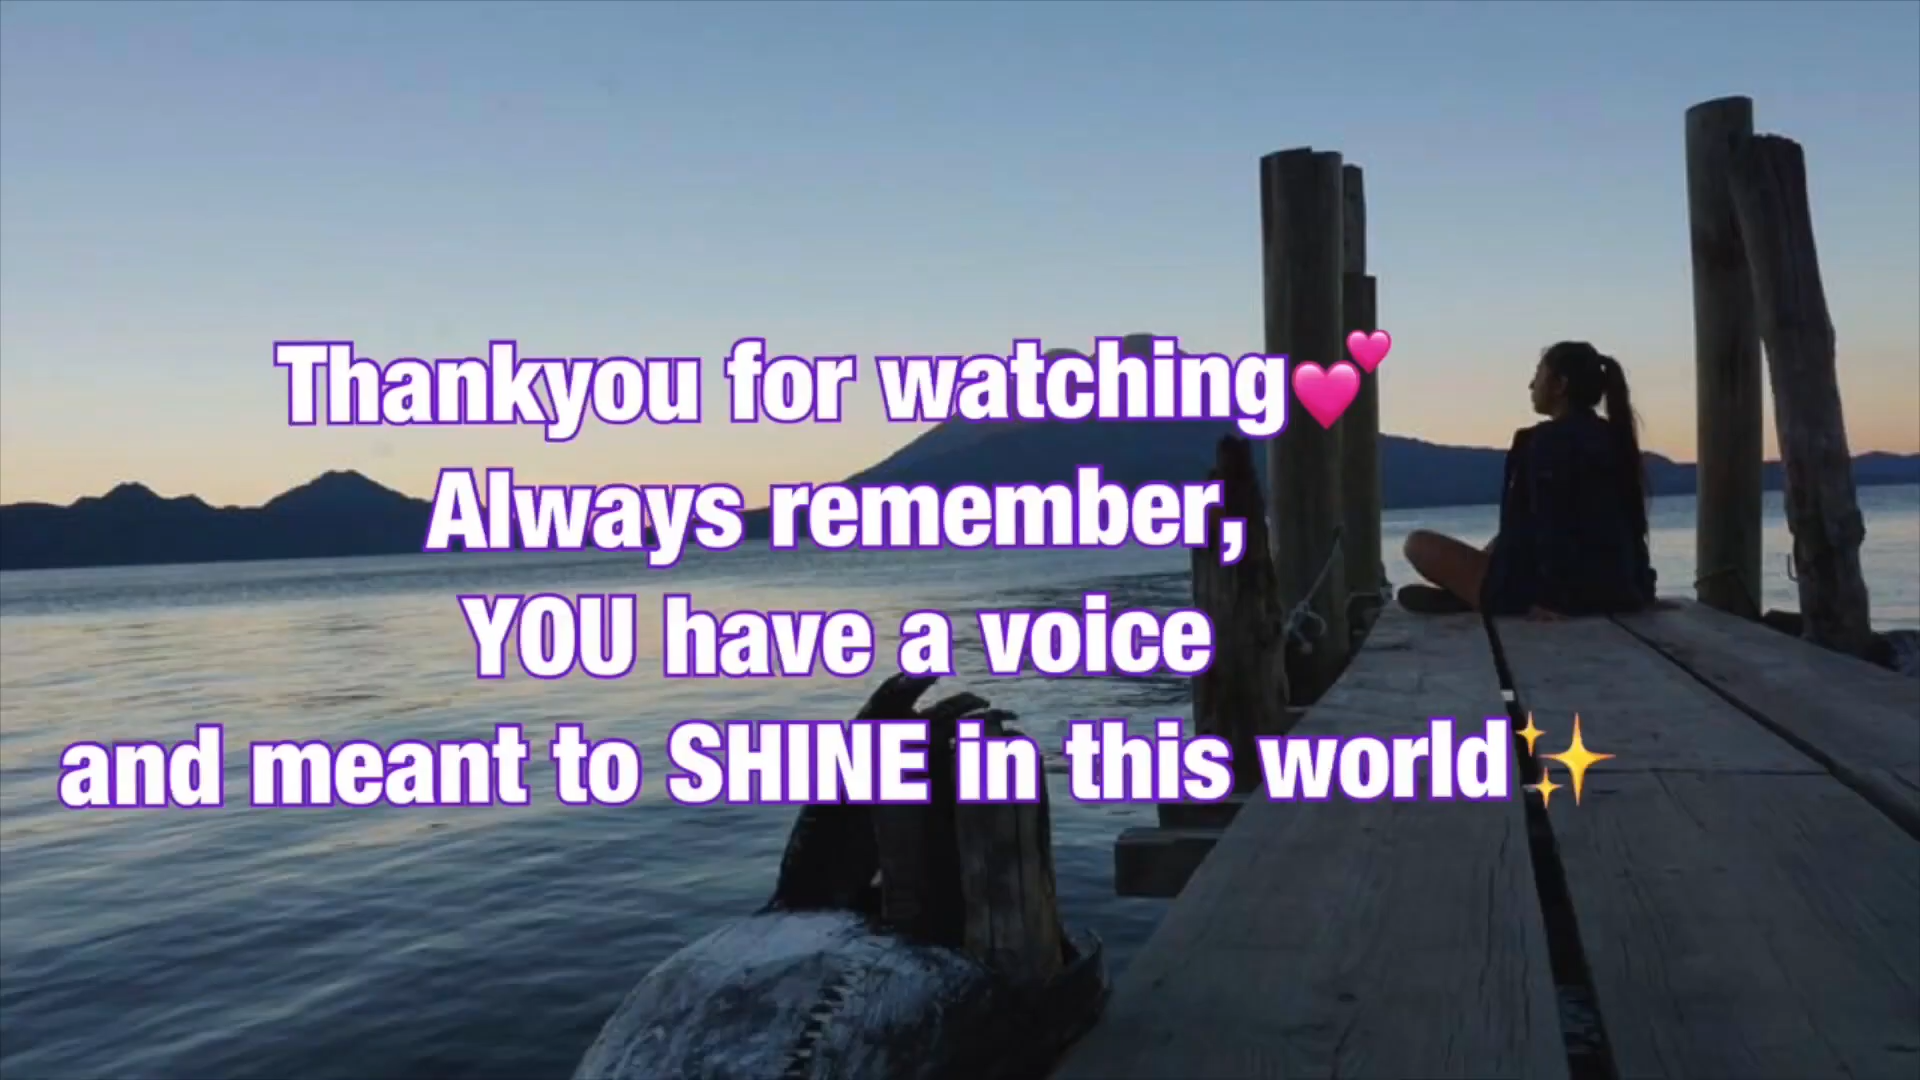 Thankyou for watching💕
Always remember,
YOU have a voice
and meant to SHINE in this world✨